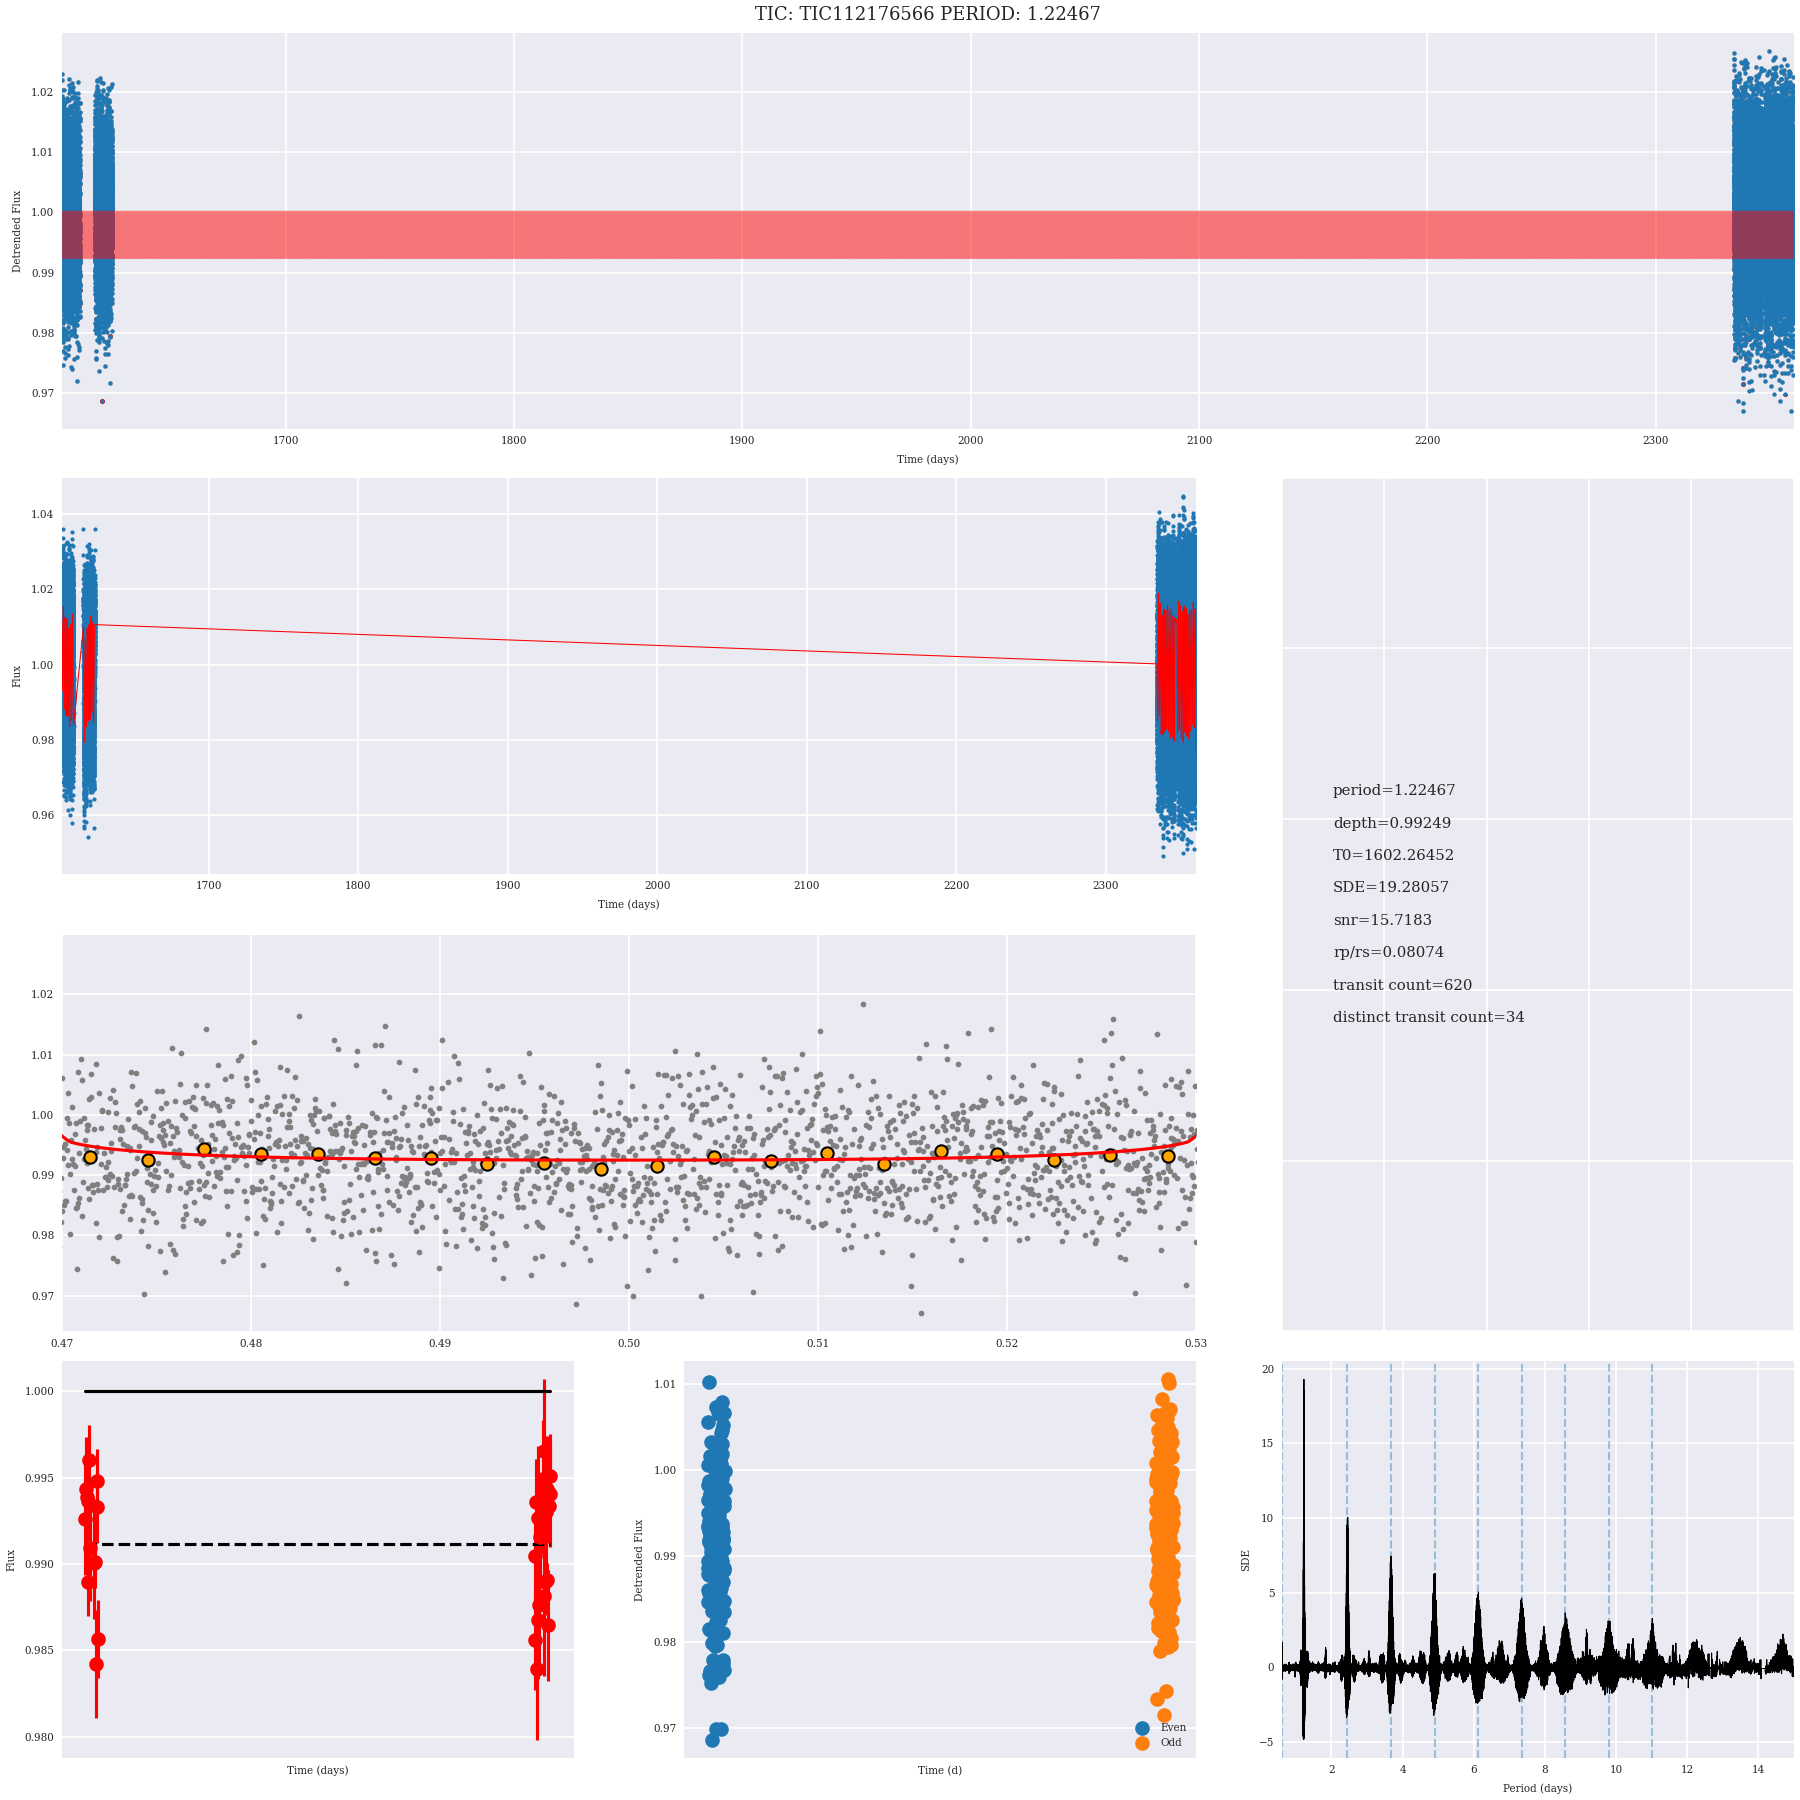 TIC: TIC112176566 PERIOD: 1.22467
Detrended Flux
1.02
1.01
1.00
0.99
0.98
0.97
1700 1800 1900 2000 2100 2200 2300
Time (days)
Flux
1.04
1.02
1.00
0.98
0.96
1700 1800 1900 2000 2100 2200 2300
Time (days)
period=1.22467
depth=0.99249
T0=1602.26452
SDE=19.28057
snr=15.7183
rp/rs=0.08074
transit count=620
distinct transit count=34
1.02
1.01
1.00
0.99
0.98
0.97
0.47 0.48 0.49 0.50 0.51 0.52 0.53
Flux
1.000
0.995
0.990
0.985
0.980
Time (days)
Detrended Flux
1.01
1.00
0.99
0.98
0.97
Even
Odd
Time (d)
SDE
20
15
10
5
0
−5
2 4 6 8 10 12 14
Period (days)